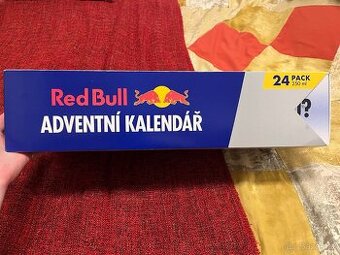 Red Bull
24 PACK
250 ml
ADVENTNÍ KALENDÁŘ
?